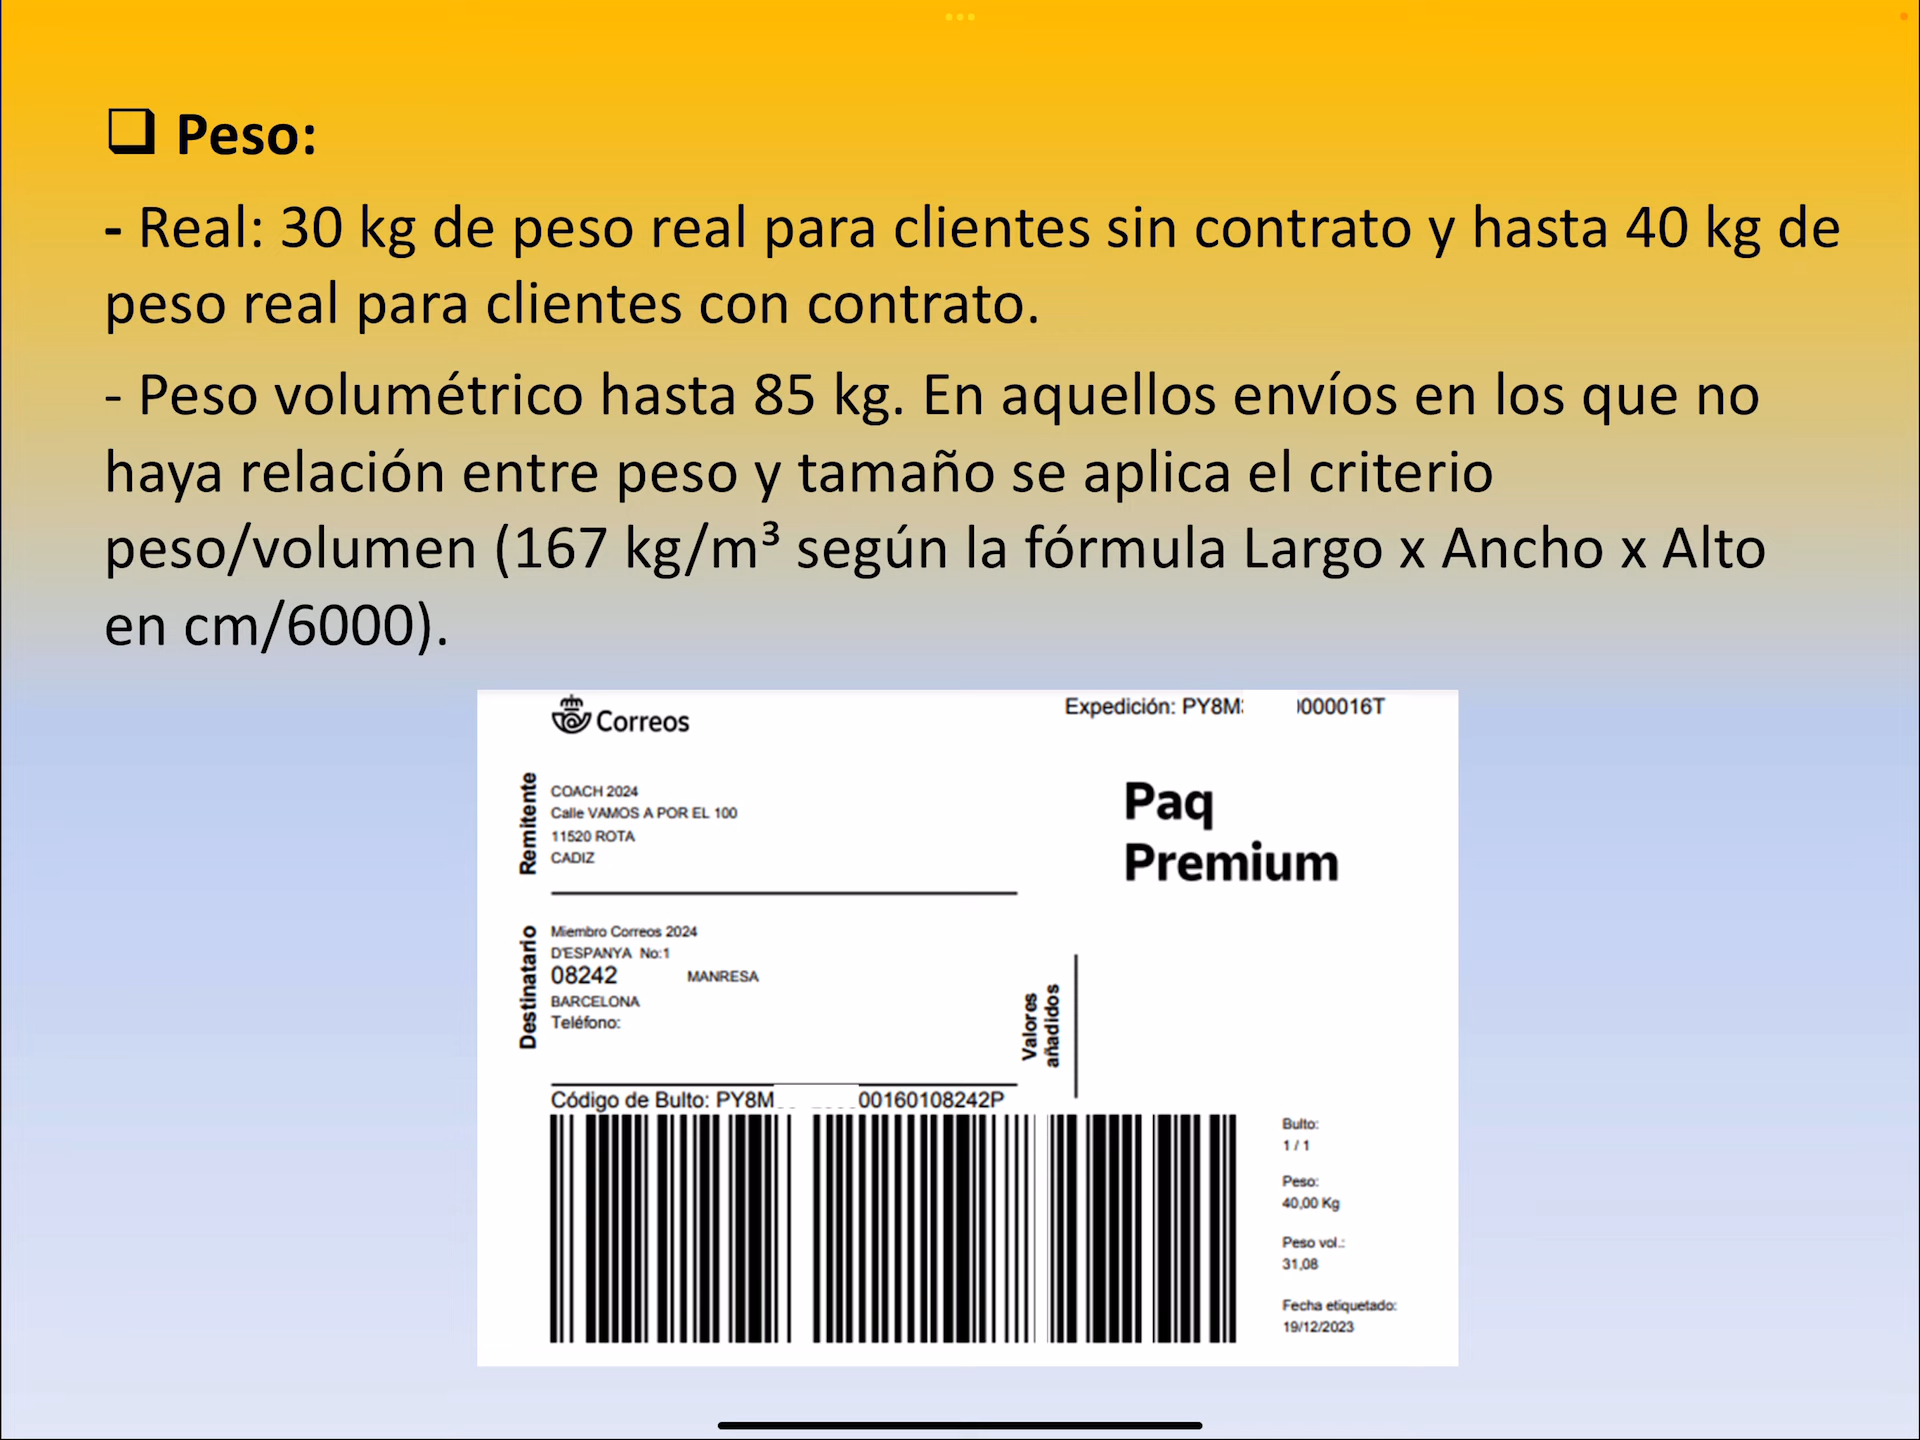 Peso:
- Real: 30 kg de peso real para clientes sin contrato y hasta 40 kg de
peso real para clientes con contrato.
- Peso volumétrico hasta 85 kg. En aquellos envíos en los que no
haya relación entre peso y tamaño se aplica el criterio
peso/volumen (167 kg/m³ según la fórmula Largo x Ancho x Alto
en cm/6000).
Correos
Expedición: PY8M 0000016T
Remitente
COACH 2024
Calle VAMOS A POR EL 100
11520 ROTA
CADIZ
Paq
Premium
Destinatario
Miembro Correos 2024
D'ESPANYA No:1
08242 MANRESA
BARCELONA
Teléfono:
Valores
añadidos
Código de Bulto: PY8M 00160108242P
Bulto:
1 / 1
Peso:
40,00 Kg
Peso vol.:
31,08
Fecha etiquetado:
19/12/2023